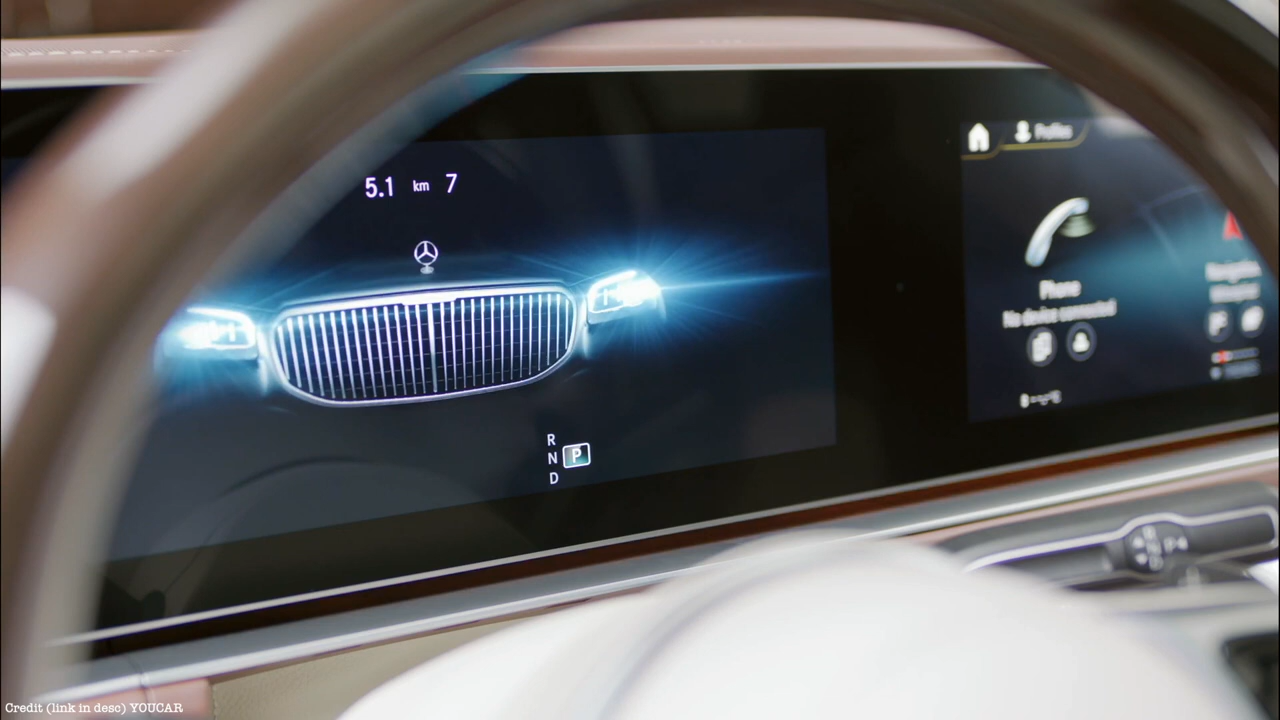 5.1 km 7
Profiles
Phone
No device connected
R
N P
D
Credit (link in desc) YOUCAR